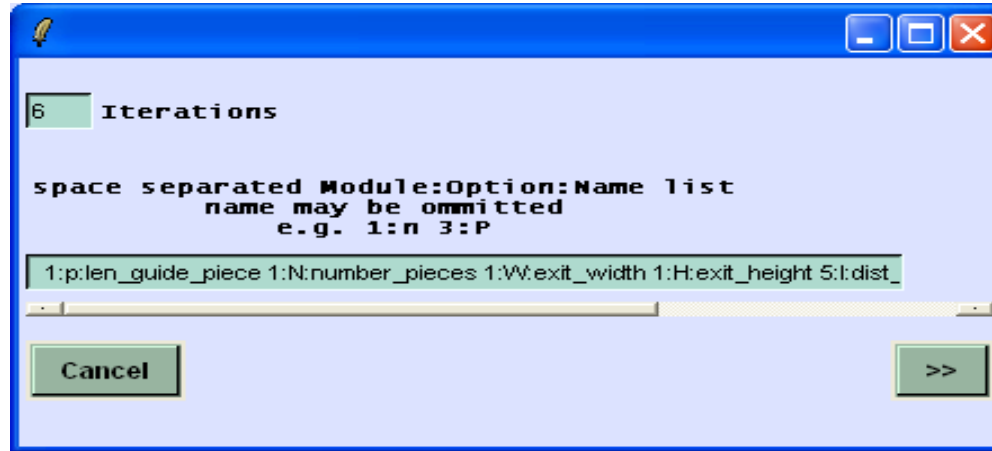 6 Iterations
space separated Module:Option:Name list
name may be ommitted
e.g. 1:n 3:P
1:p:len_guide_piece 1:N:number_pieces 1:W:exit_width 1:H:exit_height 5:l:dist_
Cancel >>